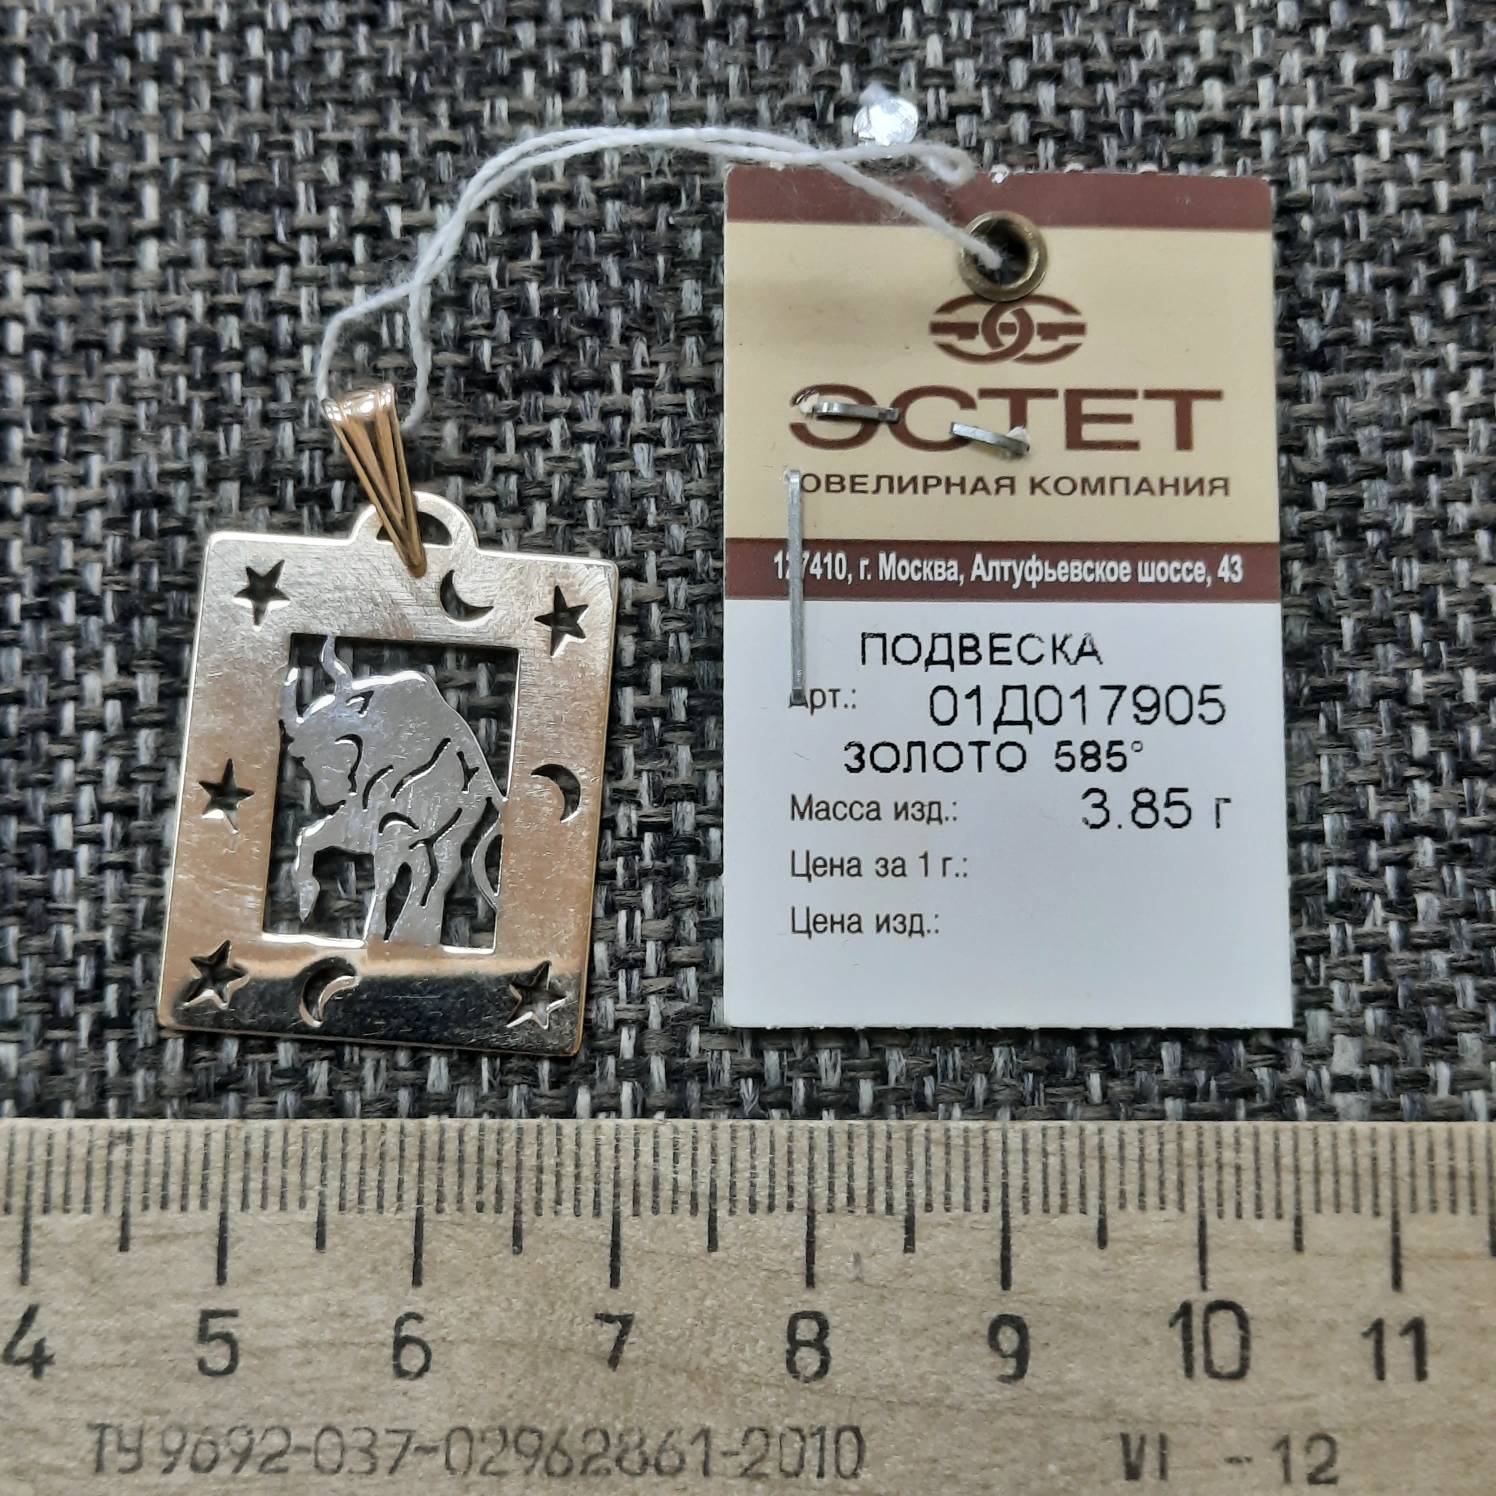 ЭСТЕТ
ЮВЕЛИРНАЯ КОМПАНИЯ
127410, г. Москва, Алтуфьевское шоссе, 43
ПОДВЕСКА
Арт.: 01Д017905
ЗОЛОТО 585°
Масса изд.: 3.85 г
Цена за 1 г.:
Цена изд.:
4 5 6 7 8 9 10 11
ТУ 9692-037-02962861-2010 VI - 12